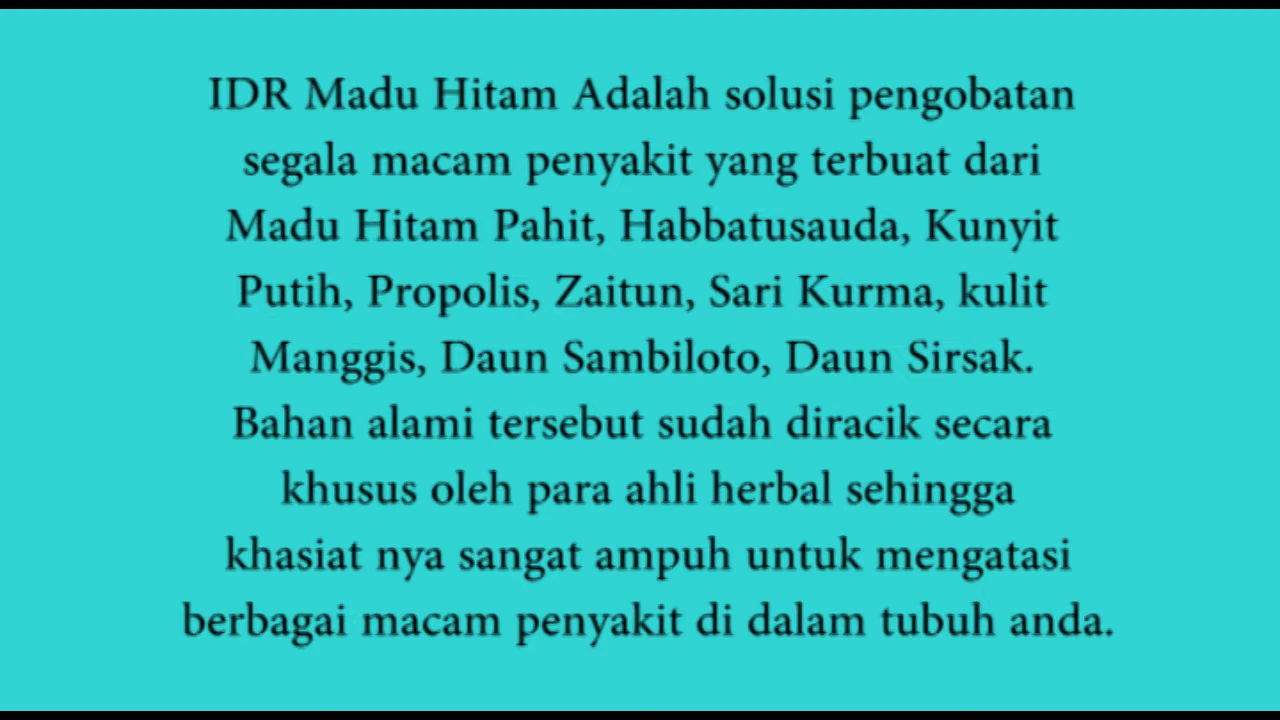 IDR Madu Hitam Adalah solusi pengobatan
segala macam penyakit yang terbuat dari
Madu Hitam Pahit, Habbatusauda, Kunyit
Putih, Propolis, Zaitun, Sari Kurma, kulit
Manggis, Daun Sambiloto, Daun Sirsak.
Bahan alami tersebut sudah diracik secara
khusus oleh para ahli herbal sehingga
khasiat nya sangat ampuh untuk mengatasi
berbagai macam penyakit di dalam tubuh anda.